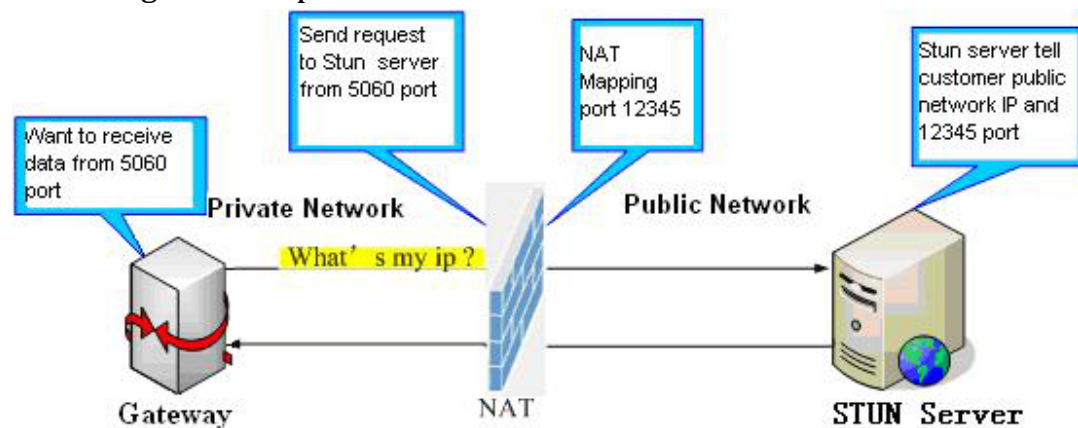 Send request
to Stun server
from 5060 port
NAT
Mapping
port 12345
Stun server tell
customer public
network IP and
12345 port
Want to receive
data from 5060
port
Private Network
Public Network
What's my ip ?
Gateway
NAT
STUN Server